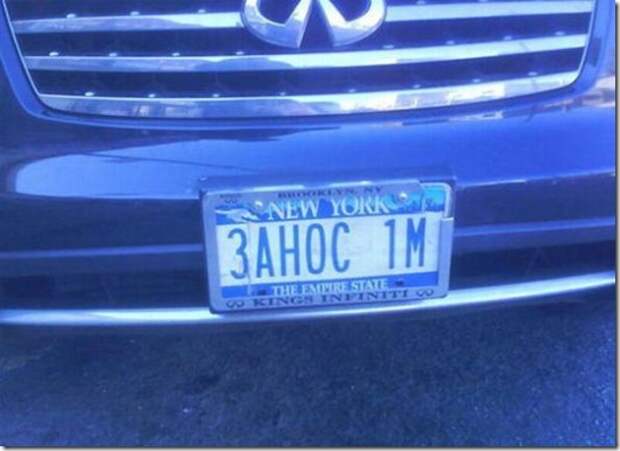 BROOKLYN, NY
NEW YORK
3AHOC 1M
THE EMPIRE STATE
KINGS INFINITI